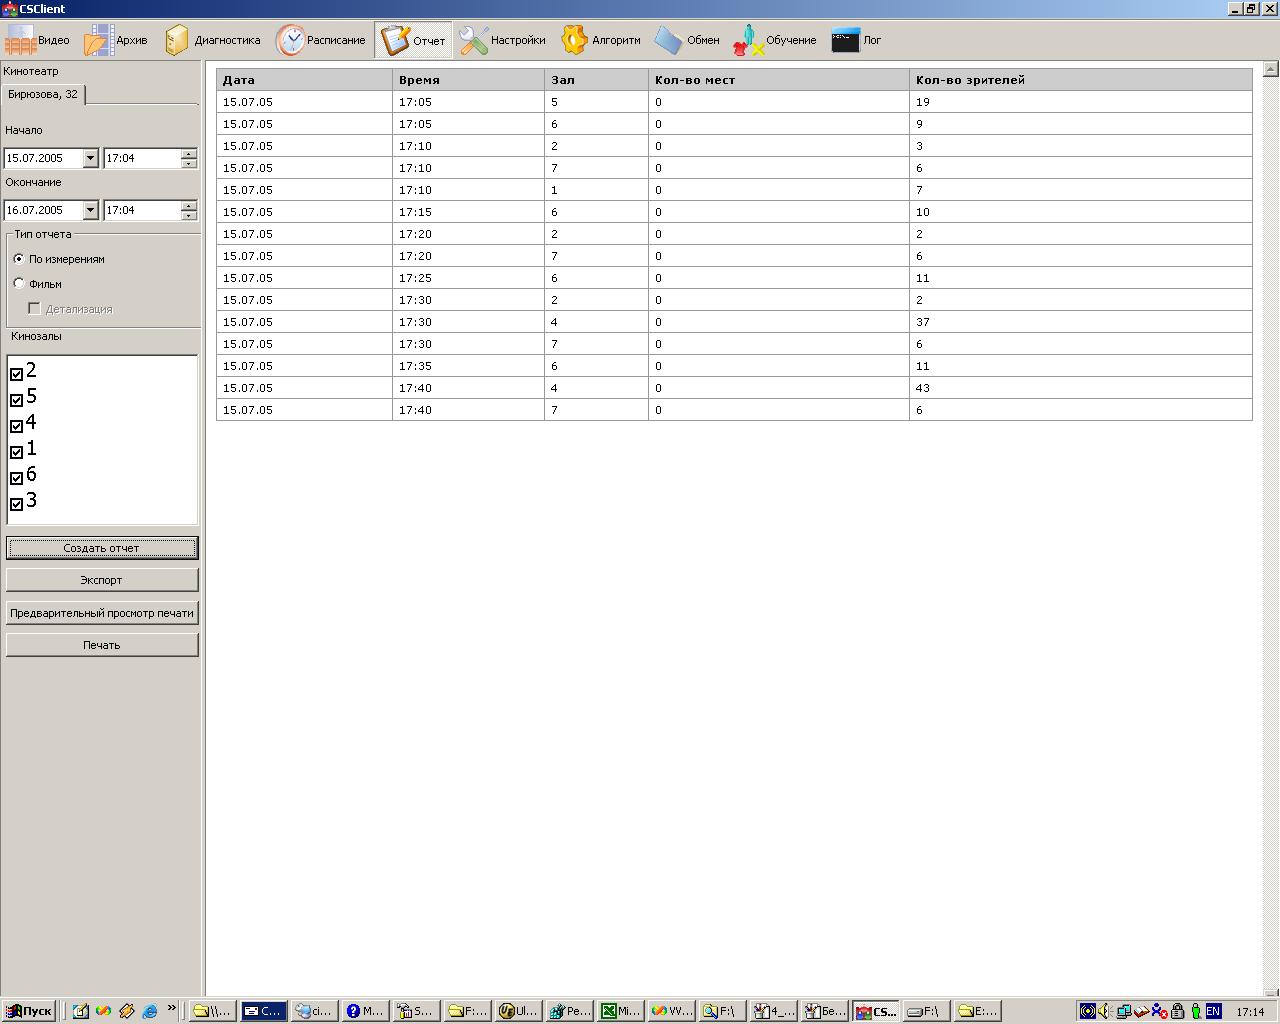 CSClient
Видео Архив Диагностика Расписание Отчет Настройки Алгоритм Обмен Обучение Лог
Кинотеатр
Бирюзова, 32
Начало
15.07.2005 17:04
Окончание
16.07.2005 17:04
Тип отчета
По измерениям
Фильм
Детализация
Кинозалы
2
5
4
1
6
3
Создать отчет
Экспорт
Предварительный просмотр печати
Печать
Дата Время Зал Кол-во мест Кол-во зрителей
15.07.05 17:05 5 0 19
15.07.05 17:05 6 0 9
15.07.05 17:10 2 0 3
15.07.05 17:10 7 0 6
15.07.05 17:10 1 0 7
15.07.05 17:15 6 0 10
15.07.05 17:20 2 0 2
15.07.05 17:20 7 0 6
15.07.05 17:25 6 0 11
15.07.05 17:30 2 0 2
15.07.05 17:30 4 0 37
15.07.05 17:30 7 0 6
15.07.05 17:35 6 0 11
15.07.05 17:40 4 0 43
15.07.05 17:40 7 0 6
Пуск » \\... C... ci... M... S... F:... Ul... Pe... Mi... W... F:\ 4_... Бе... CS... F:\ E:... EN 17:14